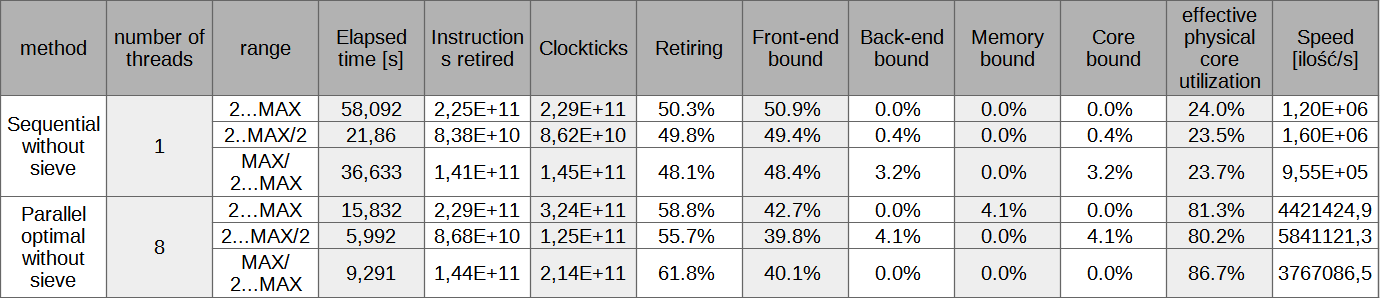 method number of threads range Elapsed time [s] Instructions retired Clockticks Retiring Front-end bound Back-end bound Memory bound Core bound effective physical core utilization Speed [ilość/s]
Sequential without sieve 1 2...MAX 58,092 2,25E+11 2,29E+11 50.3% 50.9% 0.0% 0.0% 0.0% 24.0% 1,20E+06
2..MAX/2 21,86 8,38E+10 8,62E+10 49.8% 49.4% 0.4% 0.0% 0.4% 23.5% 1,60E+06
MAX/2...MAX 36,633 1,41E+11 1,45E+11 48.1% 48.4% 3.2% 0.0% 3.2% 23.7% 9,55E+05
Parallel optimal without sieve 8 2...MAX 15,832 2,29E+11 3,24E+11 58.8% 42.7% 0.0% 4.1% 0.0% 81.3% 4421424,9
2...MAX/2 5,992 8,68E+10 1,25E+11 55.7% 39.8% 4.1% 0.0% 4.1% 80.2% 5841121,3
MAX/2...MAX 9,291 1,44E+11 2,14E+11 61.8% 40.1% 0.0% 0.0% 0.0% 86.7% 3767086,5